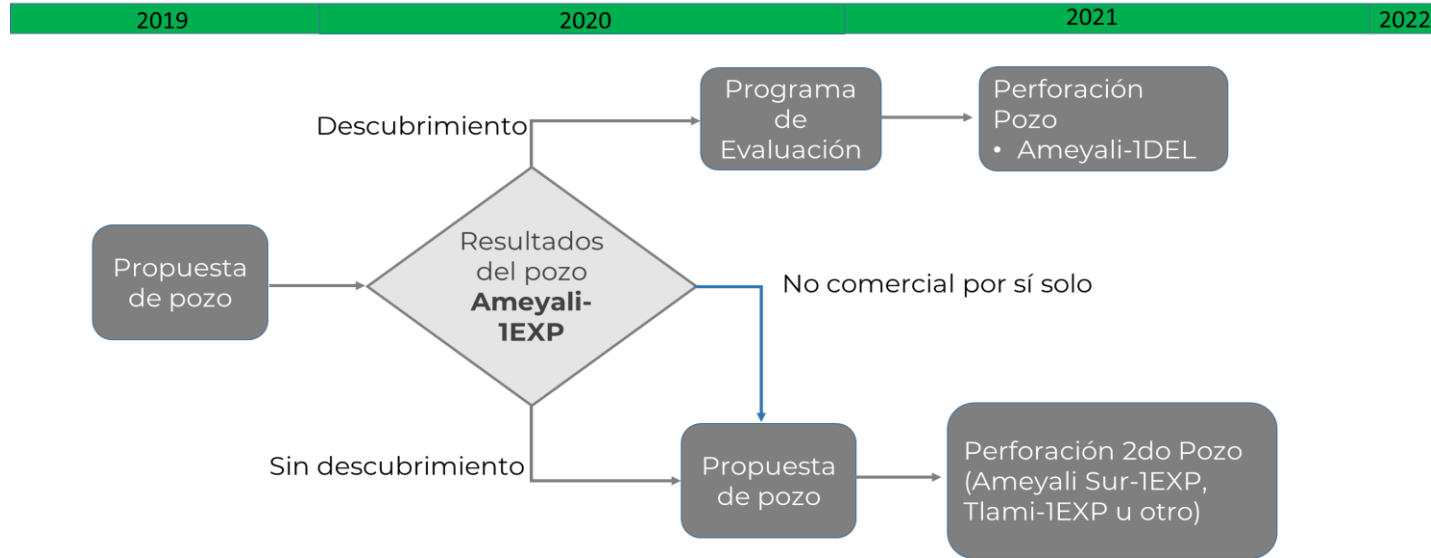 2019 2020 2021 2022
Descubrimiento
Programa
de
Evaluación
Perforación
Pozo
• Ameyali-1DEL
Propuesta
de pozo
Resultados
del pozo
Ameyali-
1EXP
No comercial por sí solo
Sin descubrimiento
Propuesta
de pozo
Perforación 2do Pozo
(Ameyali Sur-1EXP,
Tlami-1EXP u otro)